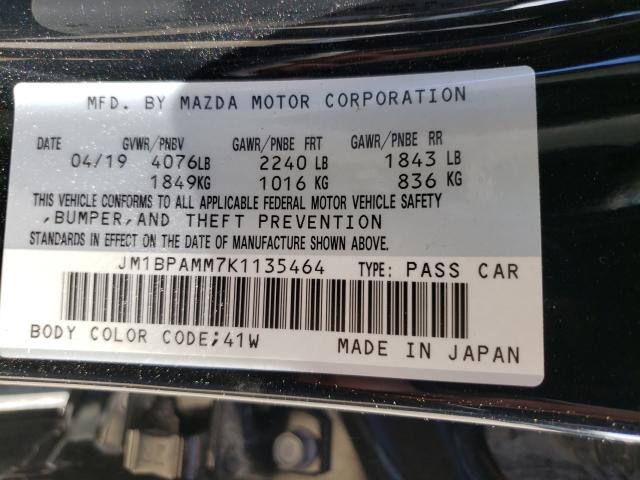 MFD. BY MAZDA MOTOR CORPORATION
DATE GVWR/PNBV GAWR/PNBE FRT GAWR/PNBE RR
04/19 4076LB 2240 LB 1843 LB
1849KG 1016 KG 836 KG
THIS VEHICLE CONFORMS TO ALL APPLICABLE FEDERAL MOTOR VEHICLE SAFETY
,BUMPER,AND THEFT PREVENTION
STANDARDS IN EFFECT ON THE DATE OF MANUFACTURE SHOWN ABOVE.
JM1BPAMM7K1135464 TYPE: PASS CAR
BODY COLOR CODE;41W MADE IN JAPAN